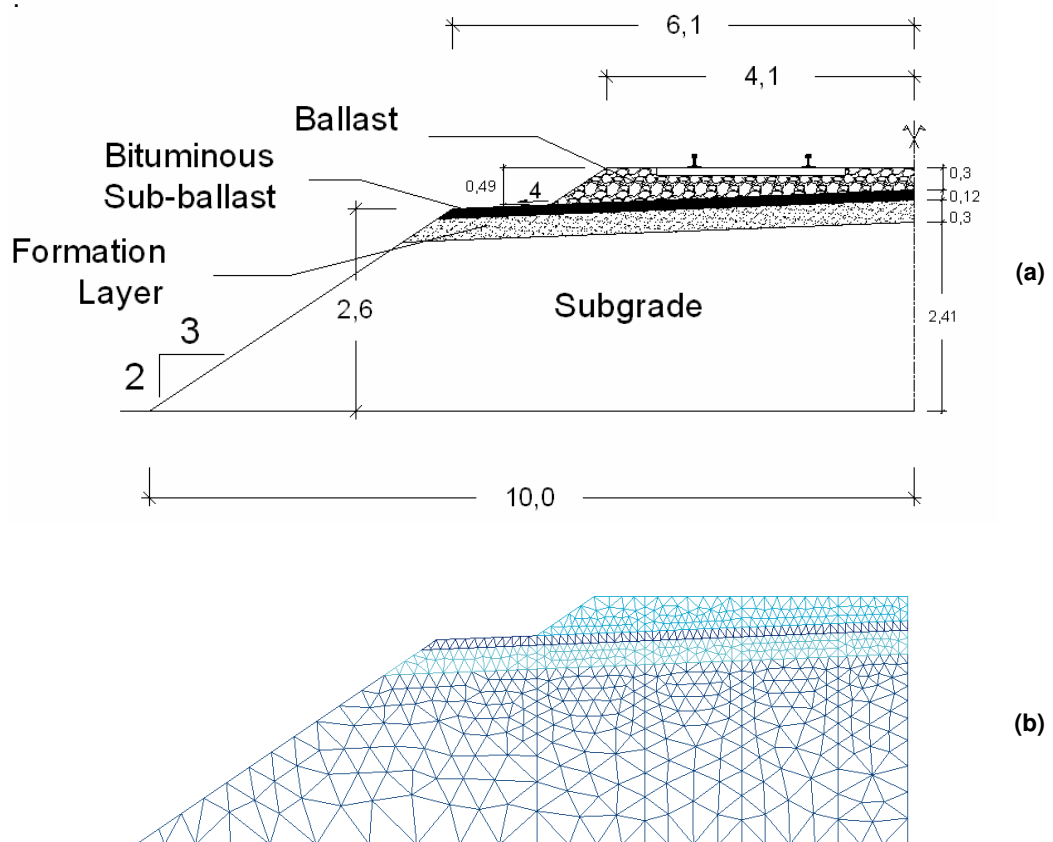 .
6,1
4,1
Ballast
Bituminous
Sub-ballast
0,49
4
0,3
0,12
0,3
Formation
Layer
2,6
Subgrade
2,41
3
2
10,0
(a)
(b)